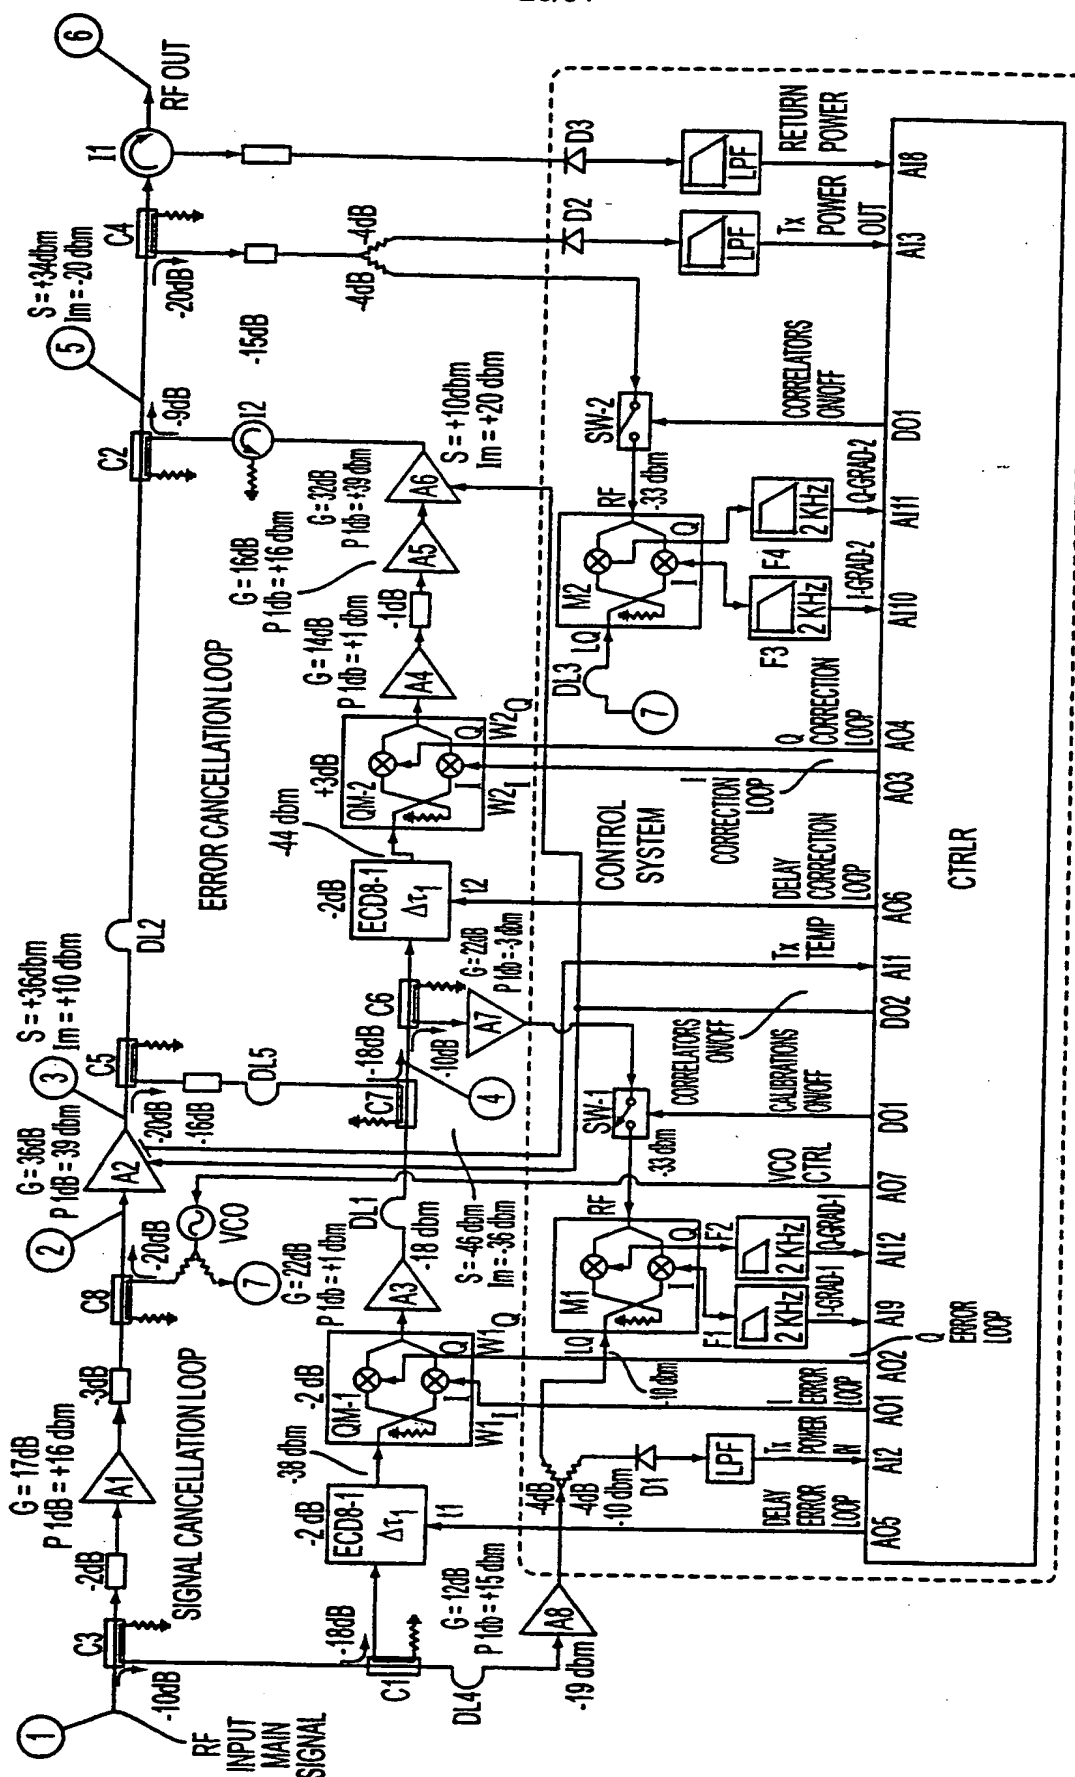 6
RF OUT
I1
C4
-20dB
S = +34dbm
Im = -20 dbm
5
-9dB
C2
I2
-15dB
-4dB
-4dB
D3
D2
LPF
LPF
RETURN
POWER
Tx
POWER
OUT
AI8
AI3
S = +10dbm
Im = +20 dbm
A6
G = 32dB
P1db = +39 dbm
A5
G = 16dB
P1db = +16 dbm
-1dB
A4
G = 14dB
P1db = +1 dbm
SW-2
CORRELATORS
ON/OFF
DO1
-33 dbm
RF
M2
Q
I
LQ
DL3
7
F4
2 KHz
Q-GRAD-2
AI11
F3
2 KHz
I-GRAD-2
AI10
ERROR CANCELLATION LOOP
+3dB
QM-2
Q
I
W2Q
W2I
-44 dbm
-2dB
ECD8-1
Δτ1
t2
Q
CORRECTION
LOOP
AO4
I
CORRECTION
LOOP
AO3
CONTROL
SYSTEM
DELAY
CORRECTION
LOOP
AO6
CTRLR
DL2
S = +36dbm
Im = +10 dbm
C5
-20dB
-16dB
DL5
3
G = 36dB
P1dB = 39 dbm
A2
C6
-10dB
G = 22dB
P1db = -3 dbm
A7
-18dB
C7
4
Tx
TEMP
AI1
DO2
CORRELATORS
ON/OFF
CALIBRATIONS
ON/OFF
DO1
SW-1
-33 dbm
S = -46 dbm
Im = -36 dbm
2
-20dB
C8
VCO
7
VCO
CTRL
AO7
DL1
-18 dbm
A3
G = 22dB
P1db = +1 dbm
RF
M1
Q
I
LQ
-10 dbm
F2
2 KHz
Q-GRAD-1
AI12
F1
2 KHz
I-GRAD-1
AI9
-3dB
A1
G = 17dB
P1dB = +16 dbm
-2dB
SIGNAL CANCELLATION LOOP
-2 dB
QM-1
Q
I
W1Q
W1I
-38 dbm
-2 dB
ECD8-1
Δτ1
t1
Q
ERROR
LOOP
AO2
I
ERROR
LOOP
AO1
Tx
POWER
IN
AI2
DELAY
ERROR
LOOP
AO5
LPF
D1
-10 dbm
-4dB
-4dB
C3
-10dB
-18dB
C1
G = 12dB
P1db = +15 dbm
A8
-19 dbm
DL4
1
RF
INPUT
MAIN
SIGNAL